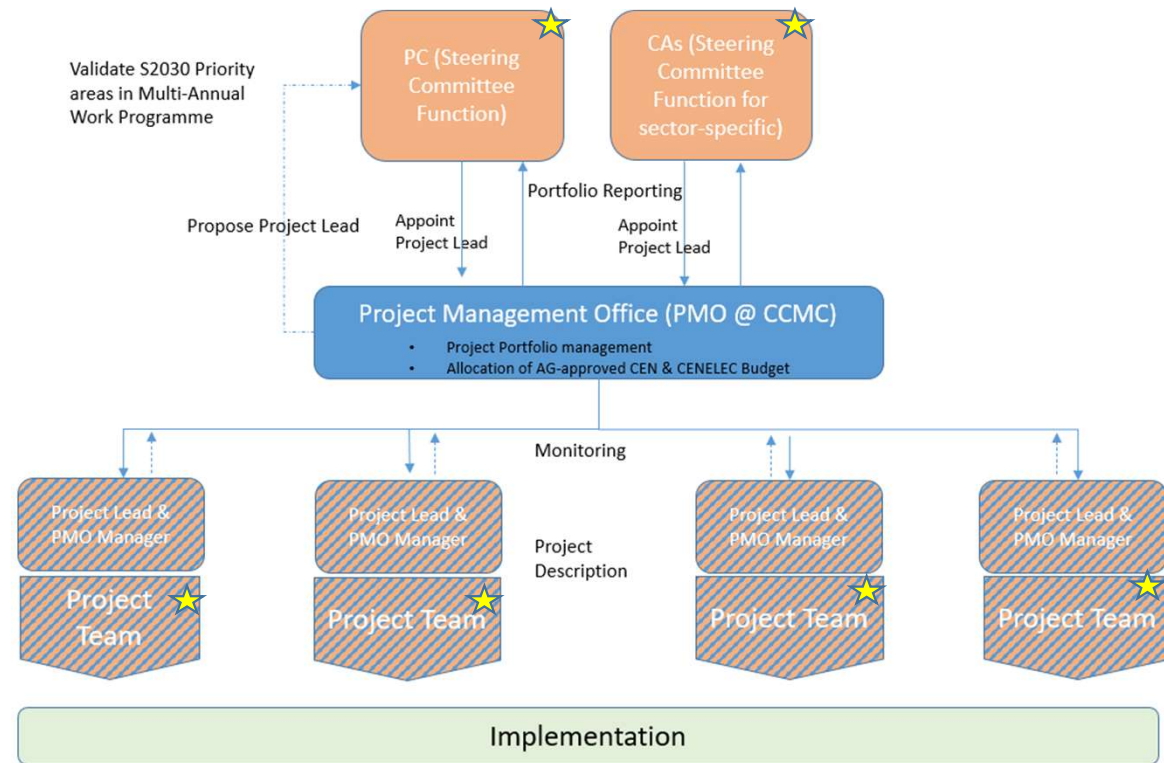 PC (Steering
Committee
Function)
CAs (Steering
Committee
Function for
sector-specific)
Validate S2030 Priority
areas in Multi-Annual
Work Programme
Portfolio Reporting
Propose Project Lead
Appoint
Project Lead
Appoint
Project Lead
Project Management Office (PMO @ CCMC)
• Project Portfolio management
• Allocation of AG-approved CEN & CENELEC Budget
Monitoring
Project Lead &
PMO Manager
Project Lead &
PMO Manager
Project Lead &
PMO Manager
Project Lead &
PMO Manager
Project
Description
Project
Team
Project Team
Project Team
Project Team
Implementation